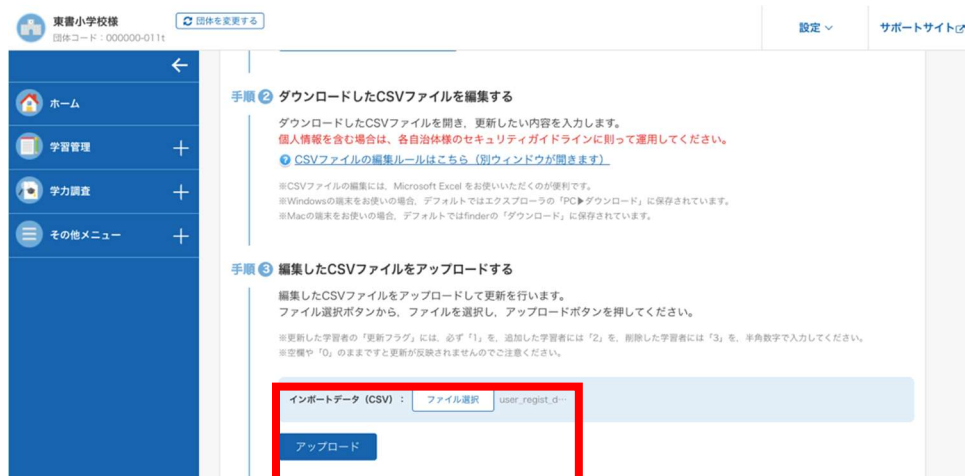 東書小学校様
団体を変更する
団体コード：000000-011t
設定
サポートサイト
ホーム
学習管理
学力調査
その他メニュー
手順 2 ダウンロードしたCSVファイルを編集する
ダウンロードしたCSVファイルを開き，更新したい内容を入力します。
個人情報を含む場合は、各自治体様のセキュリティガイドラインに則って運用してください。
CSVファイルの編集ルールはこちら（別ウィンドウが開きます）
※CSVファイルの編集には，Microsoft Excel をお使いいただくのが便利です。
※Windowsの端末をお使いの場合，デフォルトではエクスプローラの「PC▶ダウンロード」に保存されています。
※Macの端末をお使いの場合，デフォルトではfinderの「ダウンロード」に保存されています。
手順 3 編集したCSVファイルをアップロードする
編集したCSVファイルをアップロードして更新を行います。
ファイル選択ボタンから，ファイルを選択し，アップロードボタンを押してください。
※更新した学習者の「更新フラグ」には，必ず「1」を，追加した学習者には「2」を，削除した学習者には「3」を，半角数字で入力してください。
※空欄や「0」のままですと更新が反映されませんのでご注意ください。
インポートデータ（CSV）： ファイル選択 user_regist_d…
アップロード